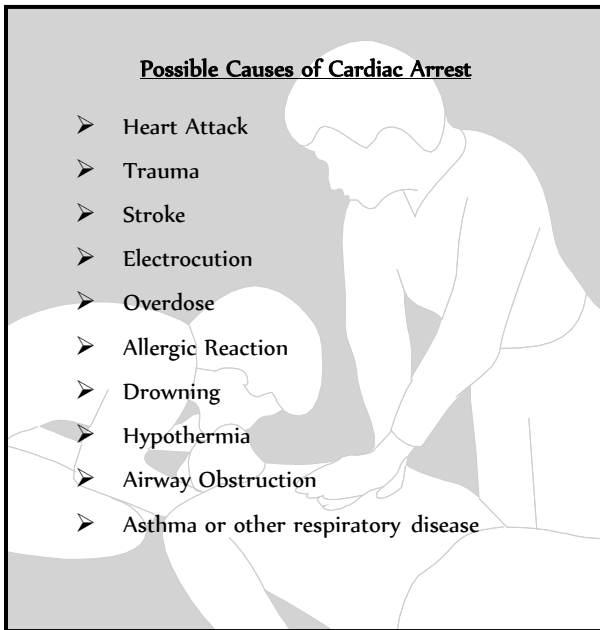 Possible Causes of Cardiac Arrest
➢ Heart Attack
➢ Trauma
➢ Stroke
➢ Electrocution
➢ Overdose
➢ Allergic Reaction
➢ Drowning
➢ Hypothermia
➢ Airway Obstruction
➢ Asthma or other respiratory disease